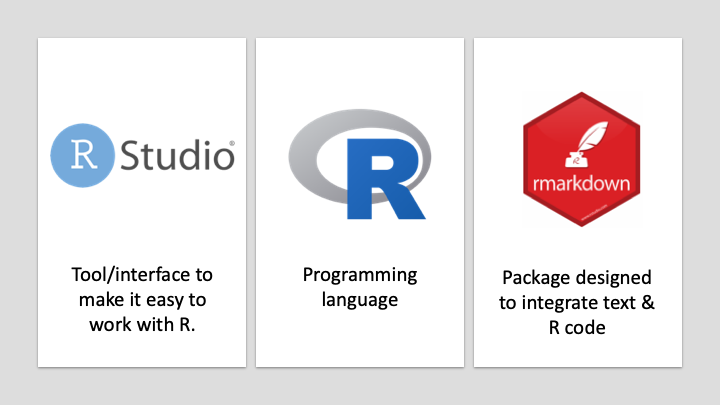 R Studio®
Tool/interface to
make it easy to
work with R.
R
Programming
language
rmarkdown
Package designed
to integrate text &
R code